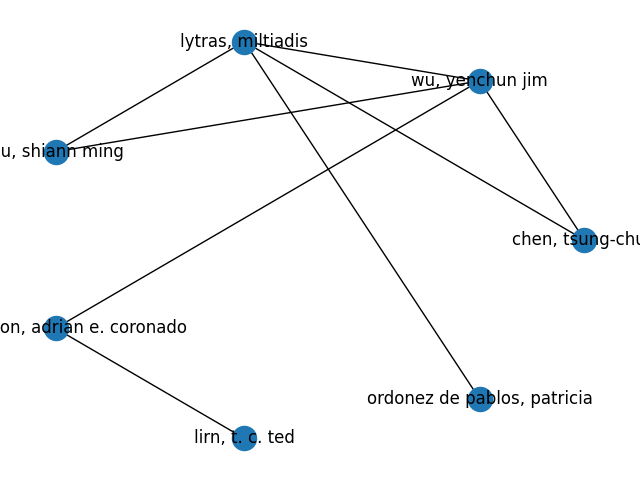 lytras, miltiadis
wu, yenchun jim
u, shiann ming
chen, tsung-chu
on, adrian e. coronado
ordonez de pablos, patricia
lirn, t. c. ted